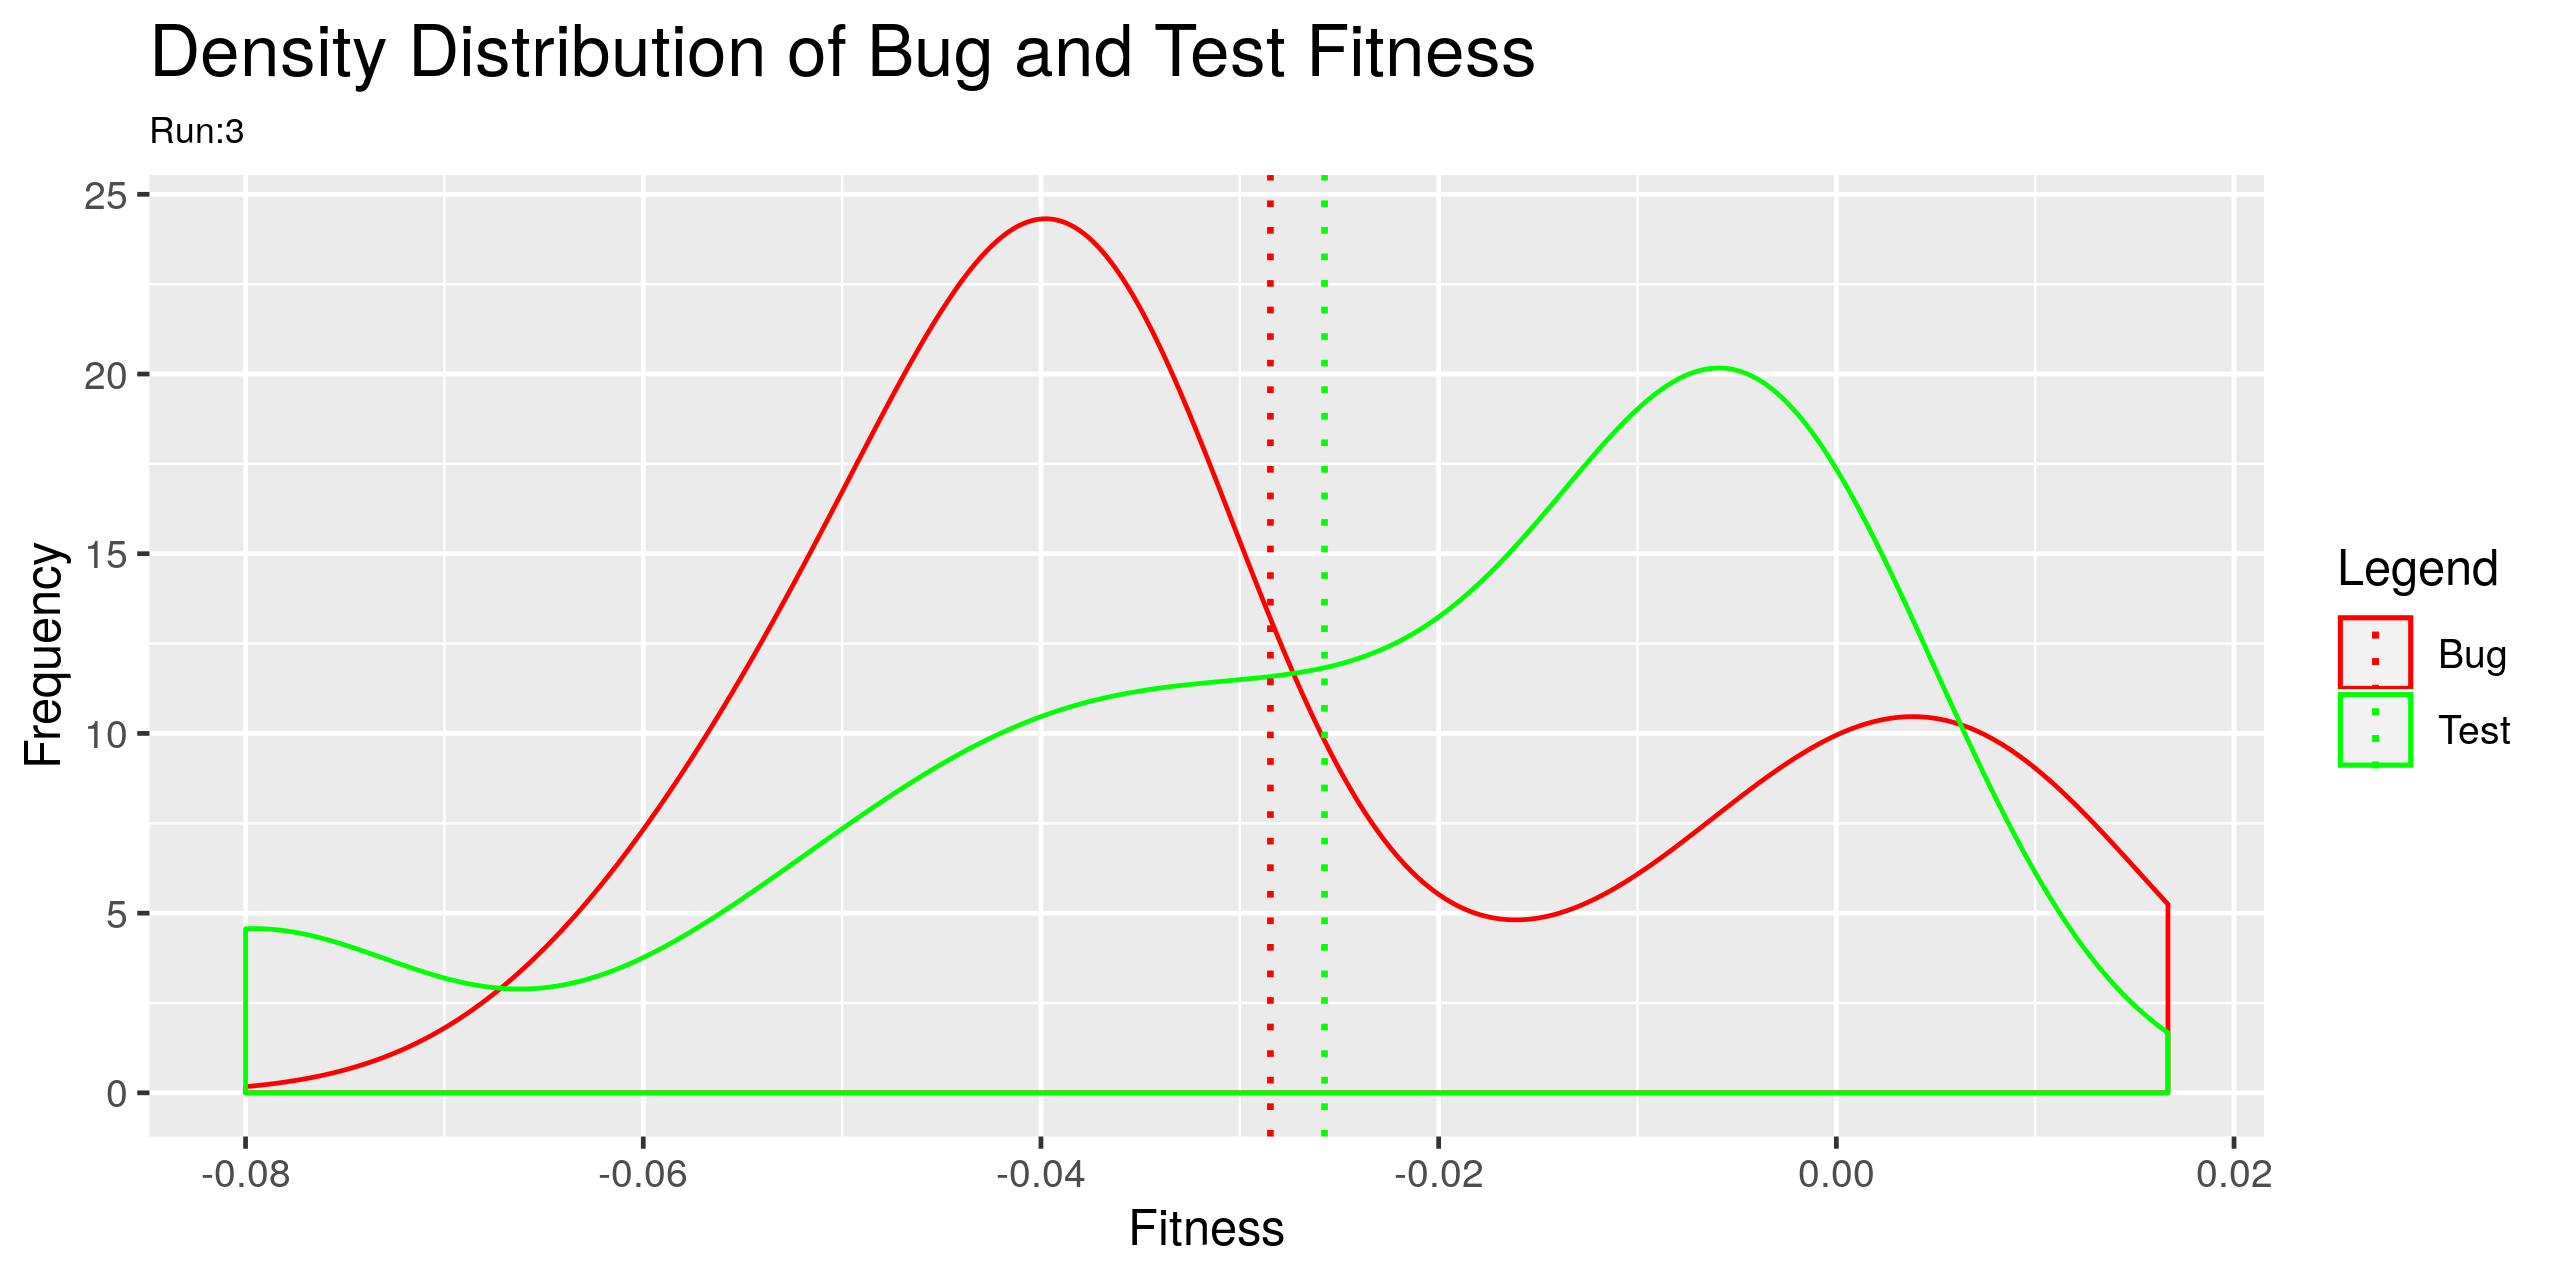 Density Distribution of Bug and Test Fitness
Run:3
25
20
15
10
5
0
Frequency
-0.08 -0.06 -0.04 -0.02 0.00 0.02
Fitness
Legend
Bug
Test